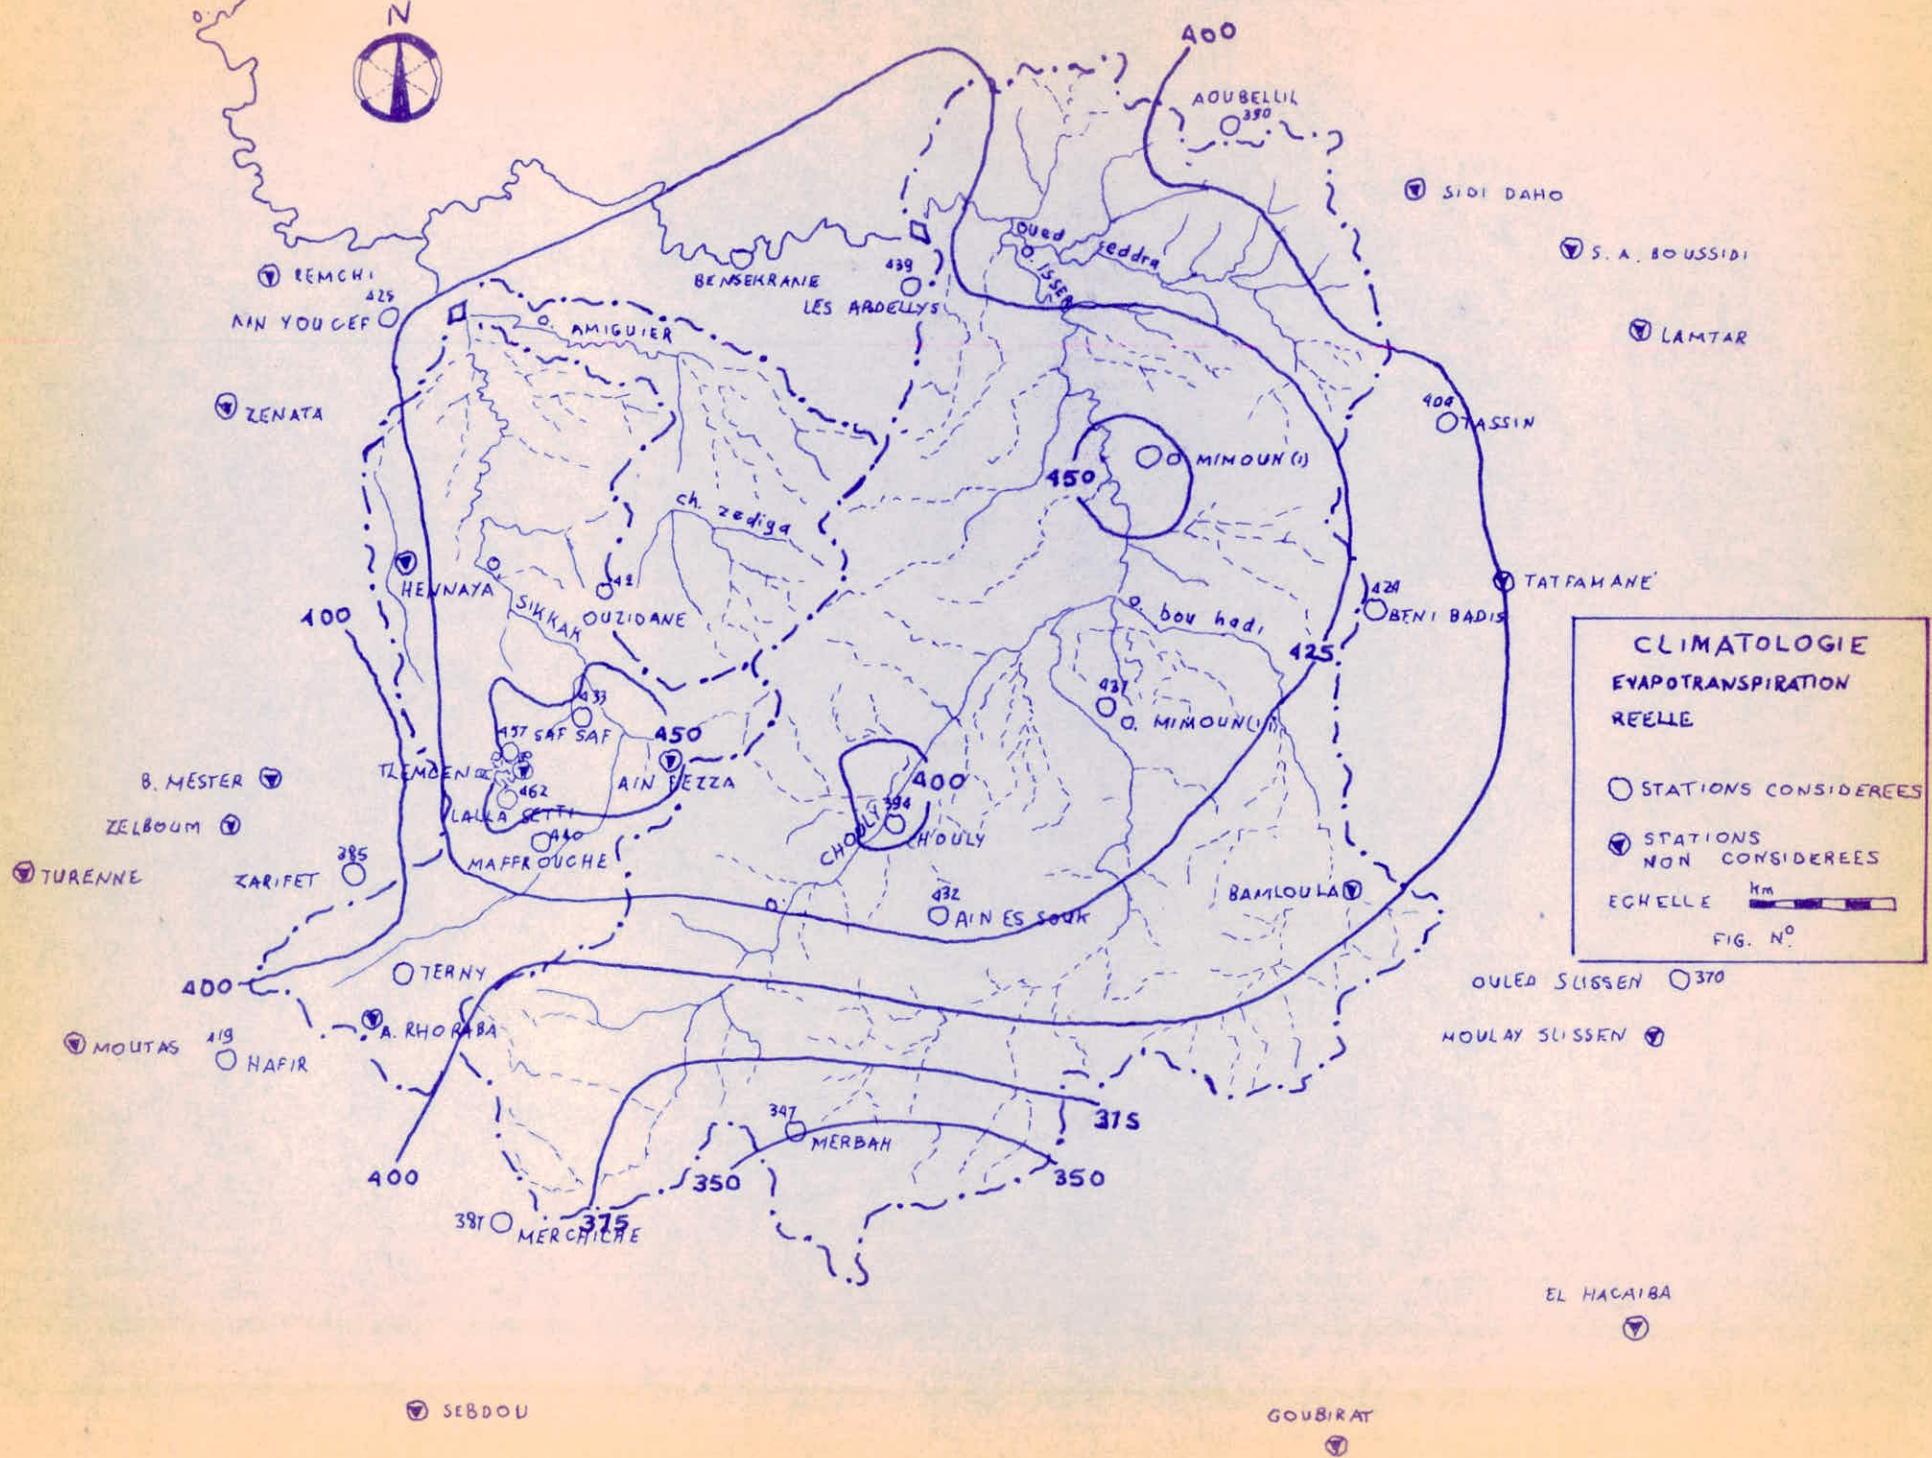 N
400
AOUBELLIL
390
SIDI DAHO
S. A. BOUSSIDI
oued seddra
O. ISSER
REMCHI
BENSEKRANE
439
LES ABDELLYS
425
AIN YOUCEF
O. AMIGUIER
LAMTAR
ZENATA
404
TASSIN
O. MIMOUN (1)
450
ch. zediga
HENNAYA
OUZIDANE
O. SIKKAK
TATFAMANE
424
BENI BADIS
400
O. bou hadi
425
CLIMATOLOGIE
EVAPOTRANSPIRATION
REELLE
STATIONS CONSIDEREES
STATIONS
NON CONSIDEREES
ECHELLE
Km
FIG. N°
433
SAF SAF
437
O. MIMOUN
450
457
TLEMCEN
AIN FEZZA
B. MESTER
400
462
LALLA SETTI
394
CHOULY
O. CHOULY
ZELBOUM
440
MAFFROUCHE
385
ZARIFET
TURENNE
BAMLOULA
432
AIN ES SOUK
TERNY
400
OULED SLISSEN
370
A. RHORABA
MOULAY SLISSEN
MOUTAS
419
HAFIR
347
MERBAH
375
400
350
350
MERCHICHE
375
EL HACAIBA
SEBDOU
GOUBIRAT